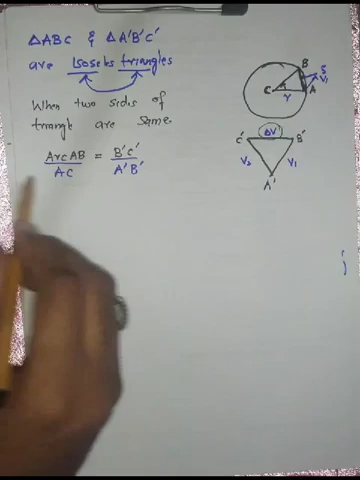 ΔABC & ΔA'B'C'
are Isoseles triangles
When two sides of
triangle are same.
Arc AB / AC = B'C' / A'B'
B
C
r
A
V1
C' ΔV B'
V2 V1
A'